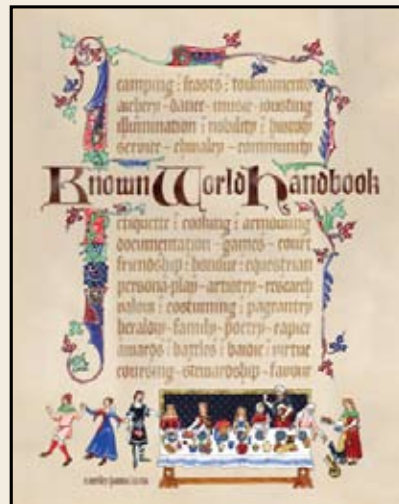 camping : feasts : tournaments
archery - dance - music - jousting
illumination : nobility :
service - chivalry - community
Known World Handbook
etiquette : cooking : armouring
documentation - games - court
friendship : honour : equestrian
persona-play - artistry - research
valour : costuming : pageantry
heraldry - family - poetry - rapier
awards : battles : bardic : virtue
coursing - stewardship - favour